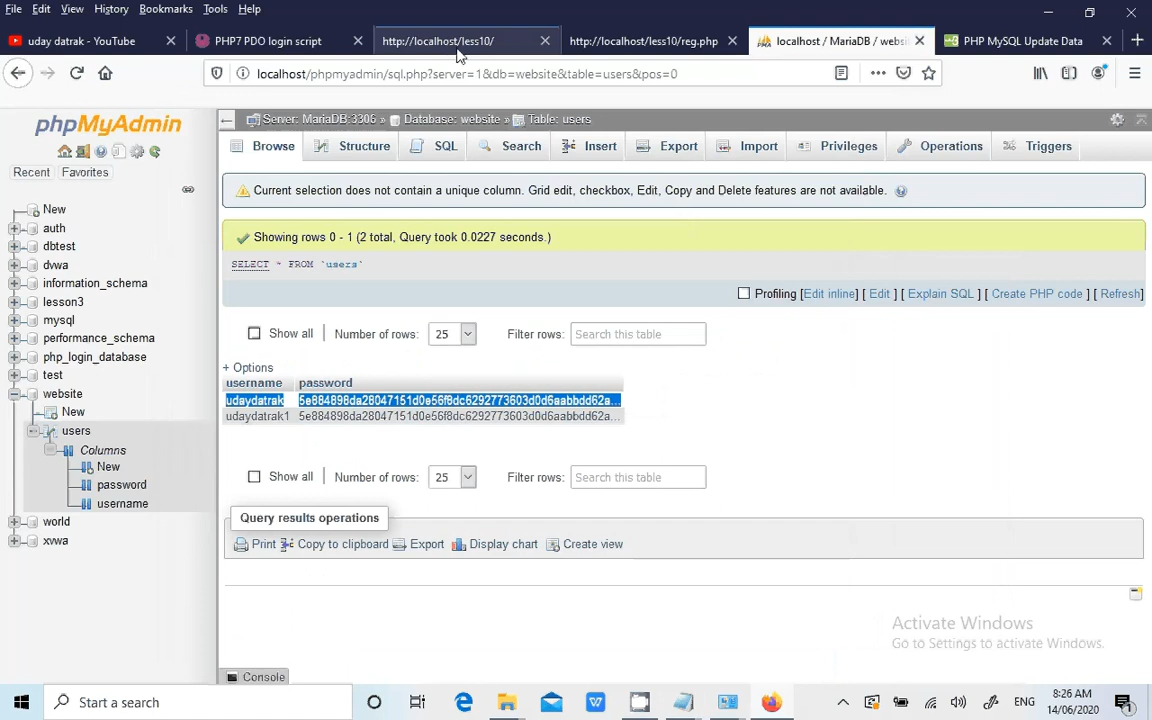 File Edit View History Bookmarks Tools Help
uday datrak - YouTube PHP7 PDO login script http://localhost/less10/ http://localhost/less10/reg.php localhost / MariaDB / websi PHP MySQL Update Data
localhost/phpmyadmin/sql.php?server=1&db=website&table=users&pos=0
phpMyAdmin
Recent Favorites
New
auth
dbtest
dvwa
information_schema
lesson3
mysql
performance_schema
php_login_database
test
website
New
users
Columns
New
password
username
world
xvwa
Server: MariaDB:3306 » Database: website » Table: users
Browse Structure SQL Search Insert Export Import Privileges Operations Triggers
Current selection does not contain a unique column. Grid edit, checkbox, Edit, Copy and Delete features are not available.
Showing rows 0 - 1 (2 total, Query took 0.0227 seconds.)
SELECT * FROM `users`
Profiling [Edit inline] [ Edit ] [ Explain SQL ] [ Create PHP code ] [ Refresh]
Show all Number of rows: 25 Filter rows: Search this table
+ Options
username password
udaydatrak 5e884898da28047151d0e56f8dc6292773603d0d6aabbdd62a...
udaydatrak1 5e884898da28047151d0e56f8dc6292773603d0d6aabbdd62a...
Show all Number of rows: 25 Filter rows: Search this table
Query results operations
Print Copy to clipboard Export Display chart Create view
Console
Activate Windows
Go to Settings to activate Windows.
Start a search
ENG
8:26 AM
14/06/2020
1